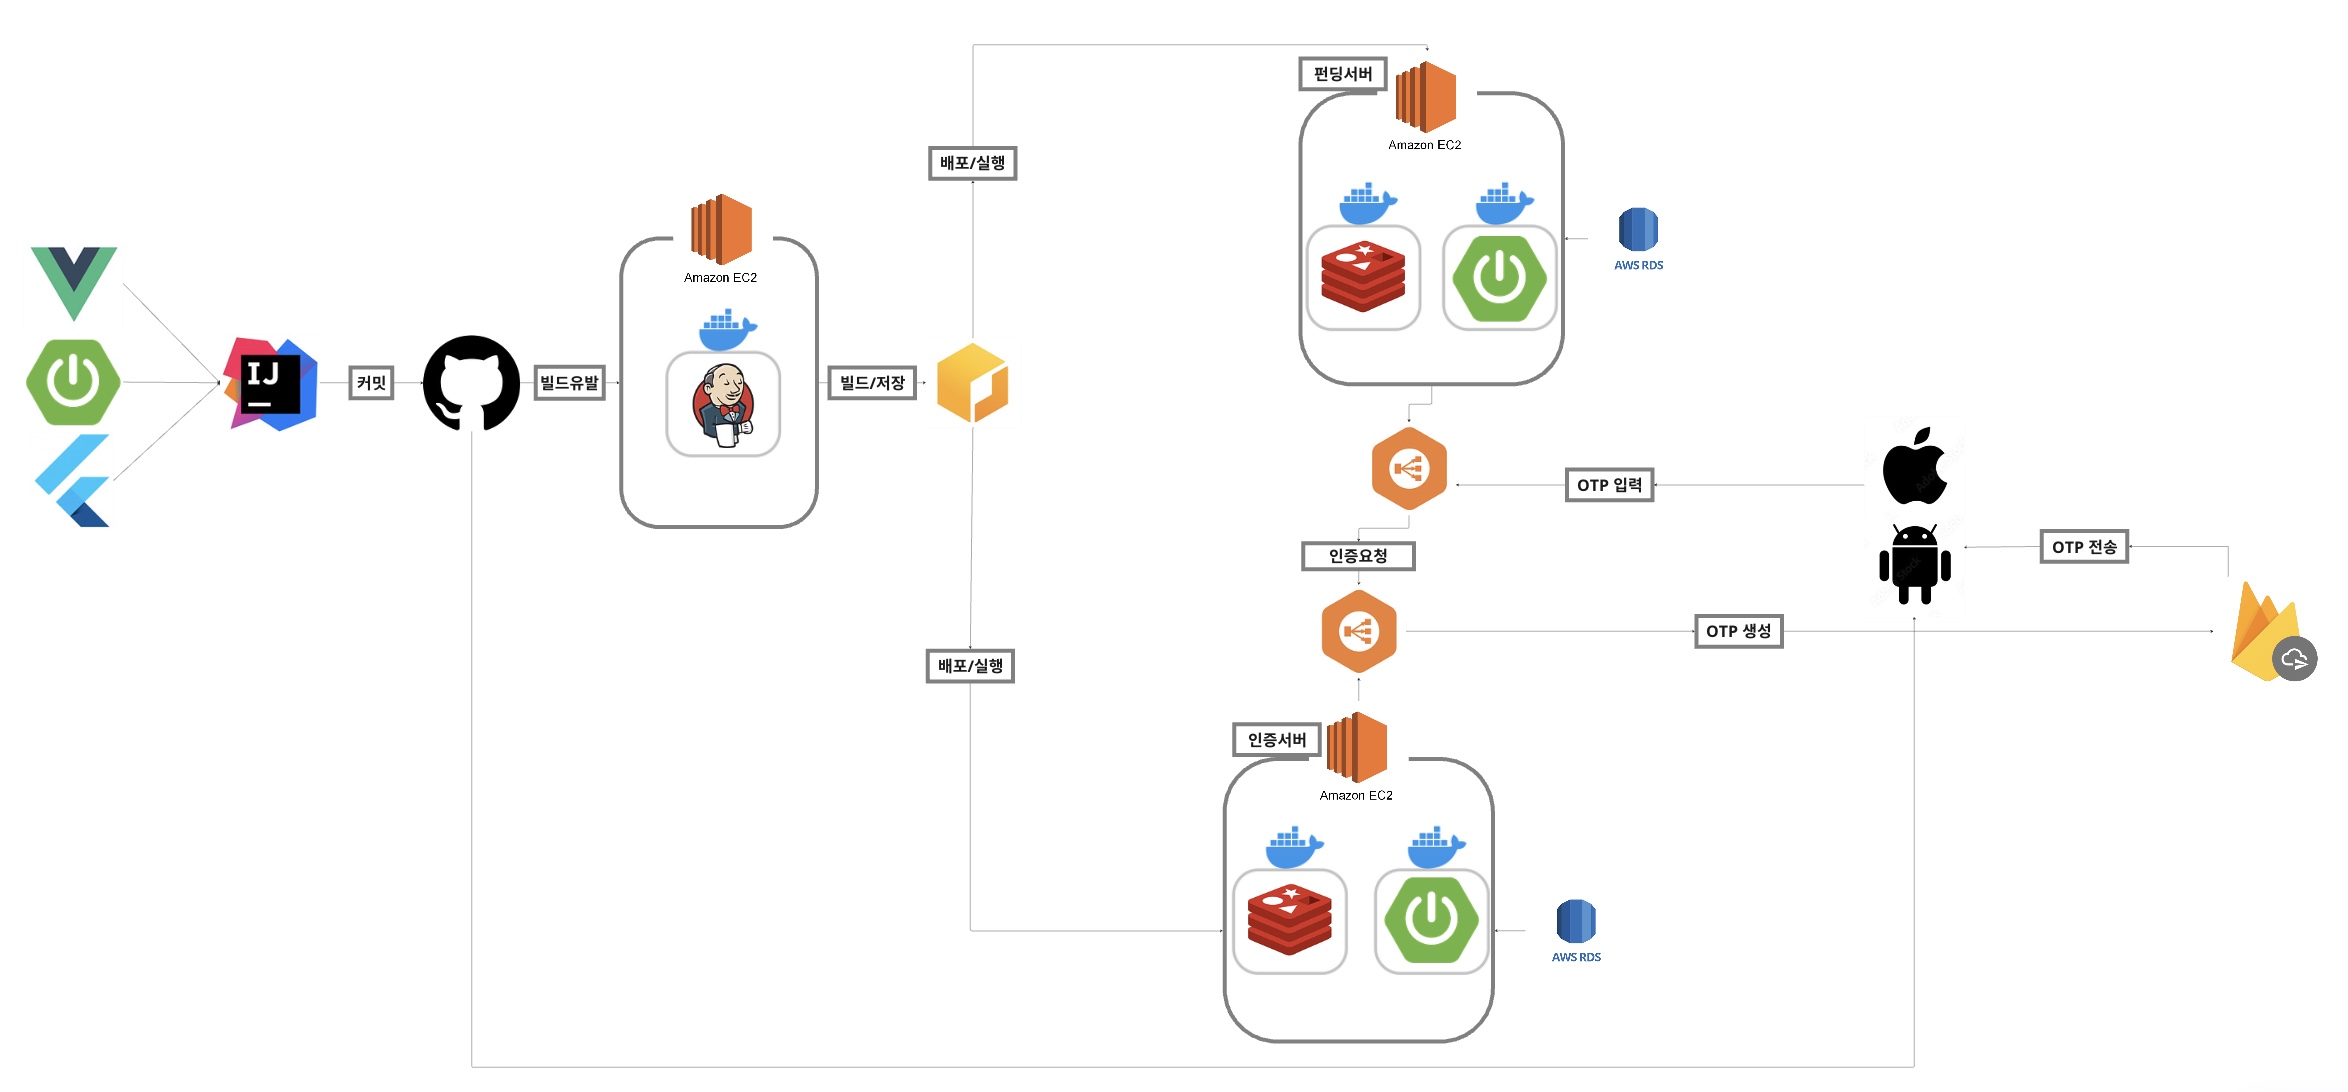 펀딩서버
Amazon EC2
배포/실행
AWS RDS
Amazon EC2
IJ
커밋
빌드유발
빌드/저장
OTP 입력
인증요청
OTP 전송
OTP 생성
배포/실행
인증서버
Amazon EC2
AWS RDS